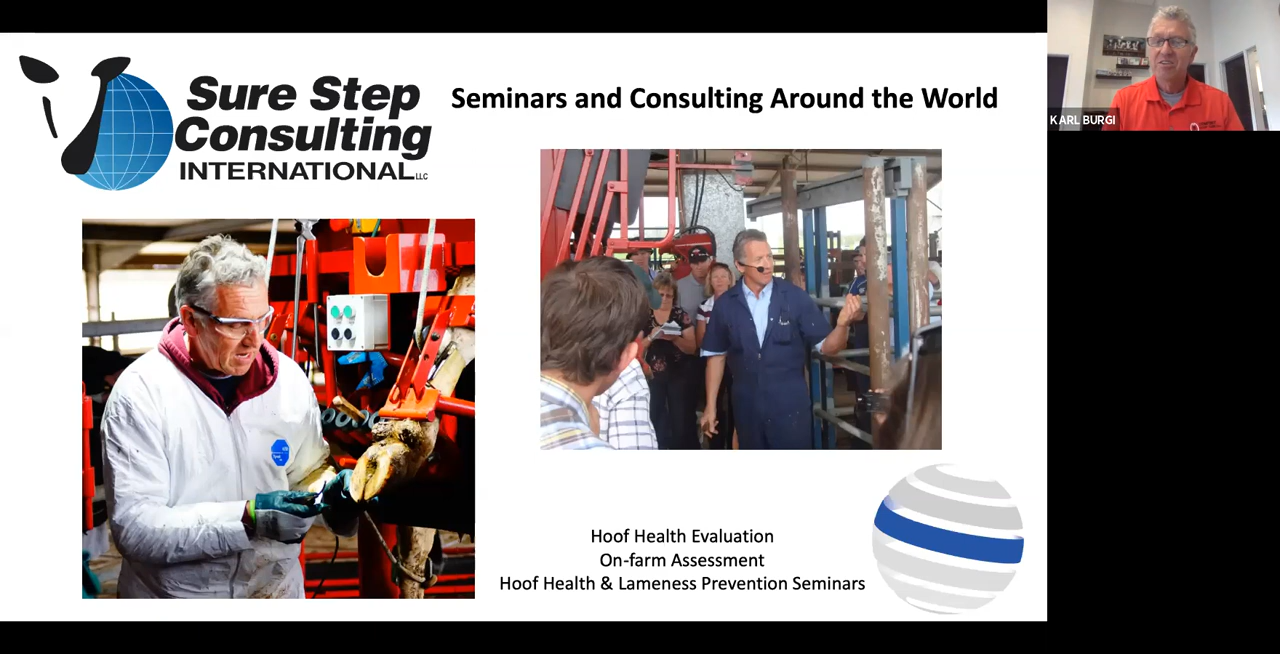 Sure Step
Consulting
INTERNATIONAL LLC
Seminars and Consulting Around the World
KARL BURGI
Hoof Health Evaluation
On-farm Assessment
Hoof Health & Lameness Prevention Seminars